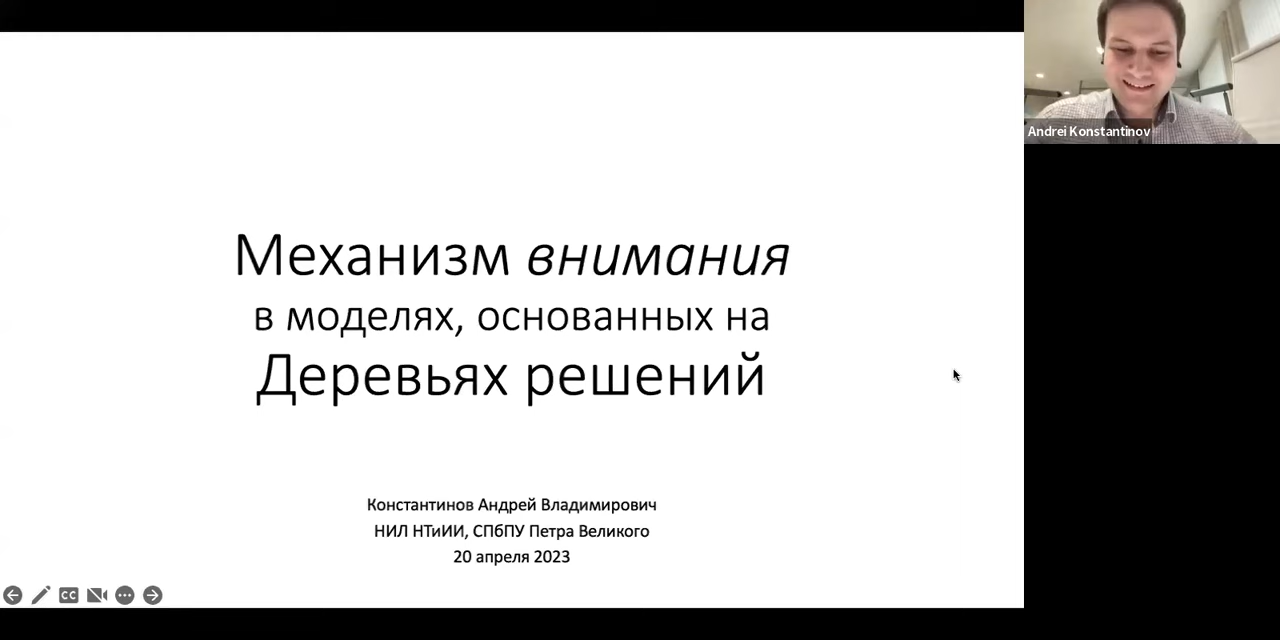 Механизм внимания
в моделях, основанных на
Деревьях решений
Константинов Андрей Владимирович
НИЛ НТиИИ, СПбПУ Петра Великого
20 апреля 2023
Andrei Konstantinov
CC